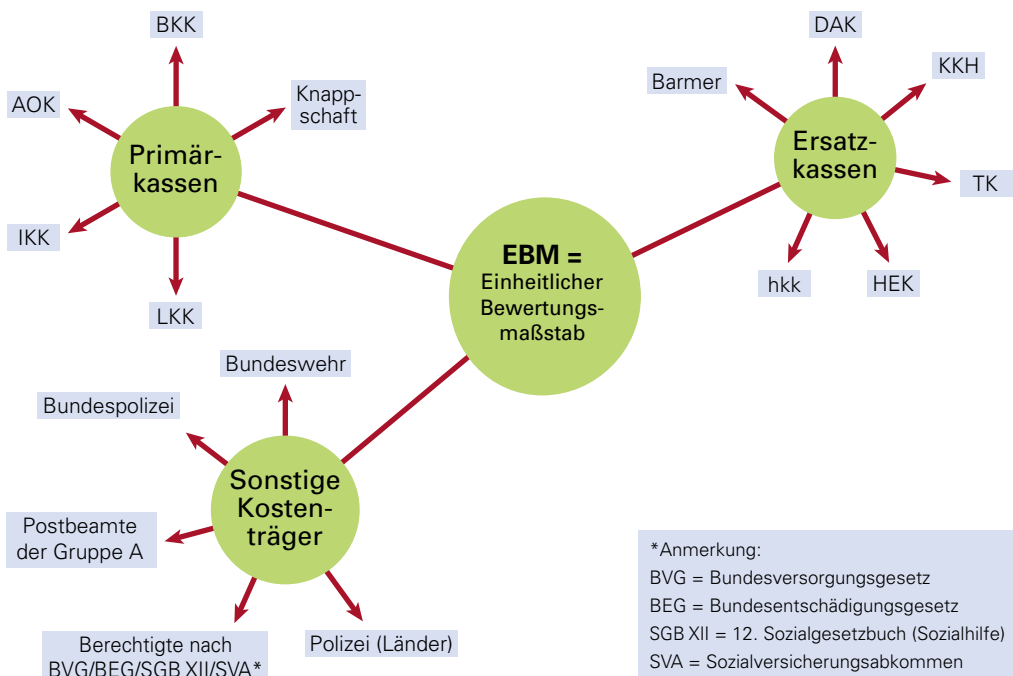 BKK
AOK
Knapp-
schaft
Primär-
kassen
IKK
LKK
DAK
Barmer
KKH
Ersatz-
kassen
TK
hkk
HEK
EBM =
Einheitlicher
Bewertungs-
maßstab
Bundeswehr
Bundespolizei
Sonstige
Kosten-
träger
Postbeamte
der Gruppe A
Berechtigte nach
BVG/BEG/SGB XII/SVA*
Polizei (Länder)
*Anmerkung:
BVG = Bundesversorgungsgesetz
BEG = Bundesentschädigungsgesetz
SGB XII = 12. Sozialgesetzbuch (Sozialhilfe)
SVA = Sozialversicherungsabkommen